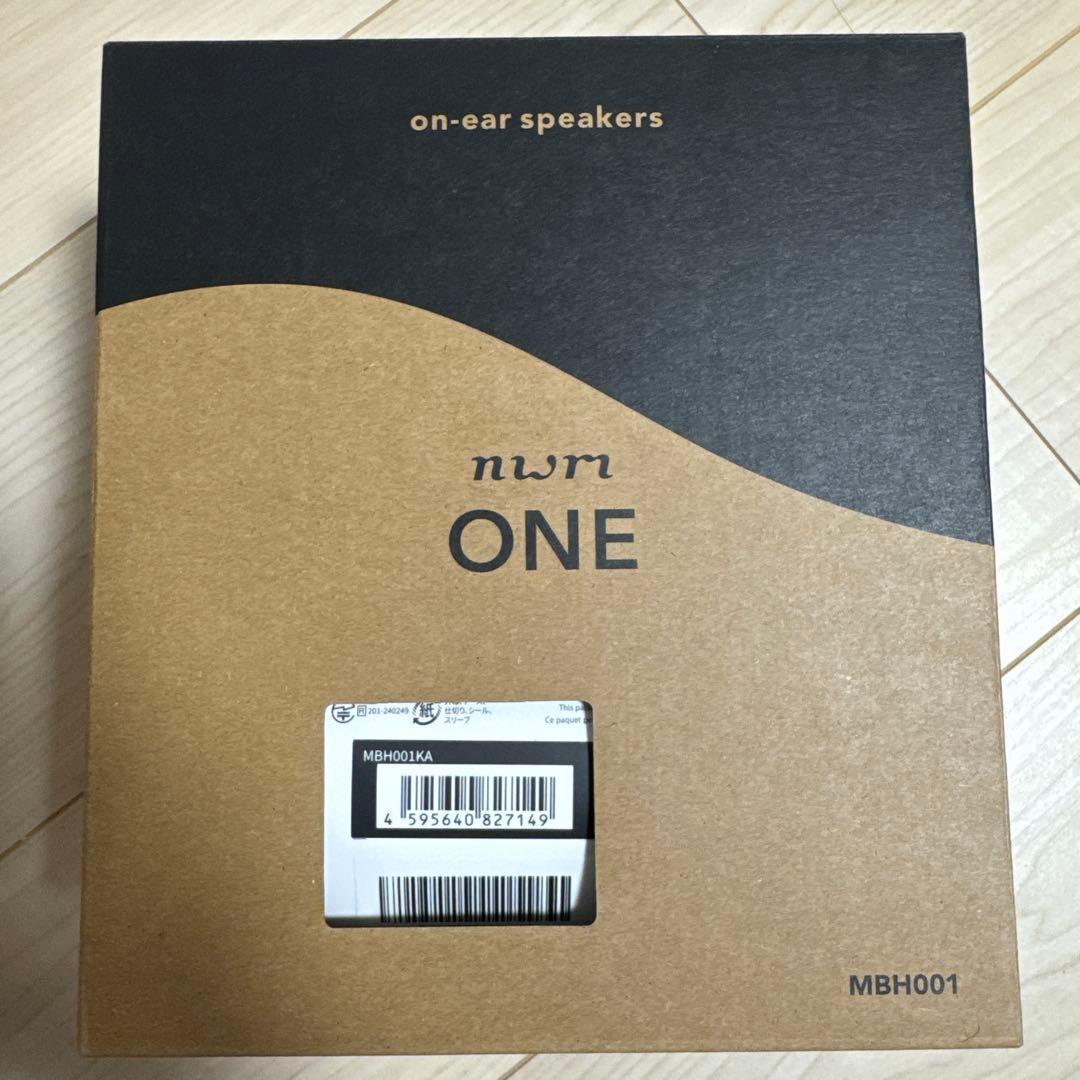 on-ear speakers
nwm
ONE
R 201-240249
紙
仕切り、シール、
スリーブ
This pa
Ce paquet pe
MBH001KA
4 595640 827149
MBH001